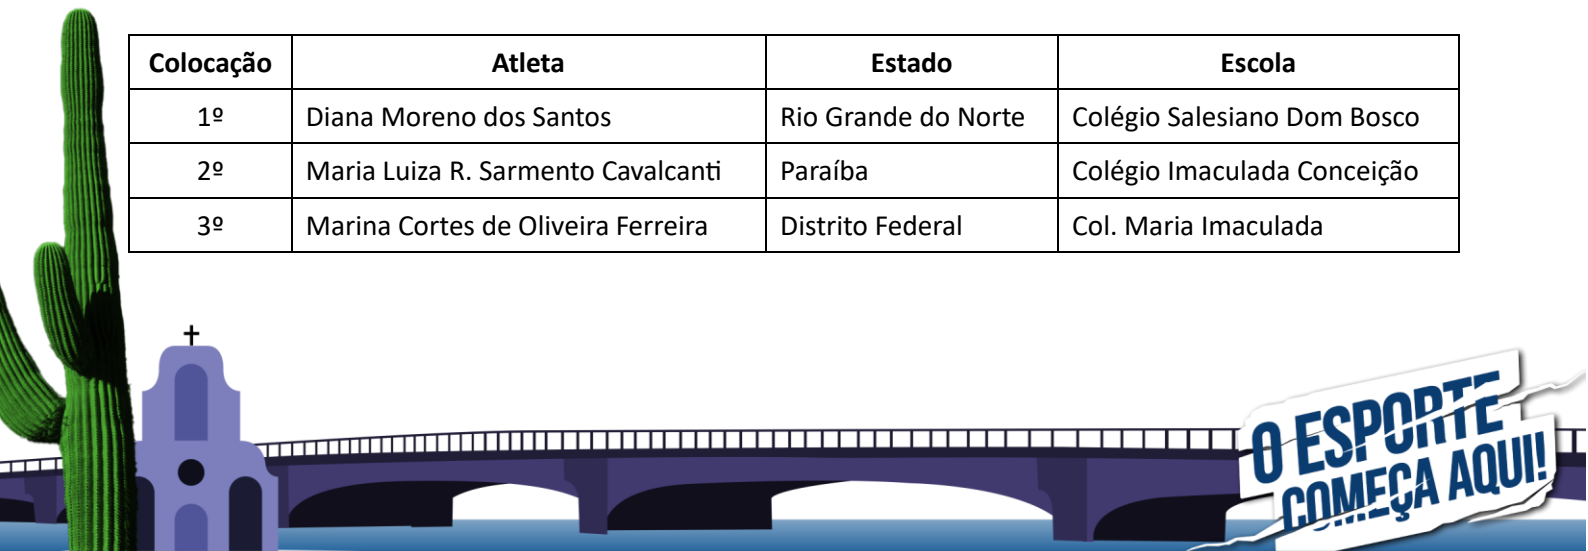 Colocação Atleta Estado Escola
1º Diana Moreno dos Santos Rio Grande do Norte Colégio Salesiano Dom Bosco
2º Maria Luiza R. Sarmento Cavalcanti Paraíba Colégio Imaculada Conceição
3º Marina Cortes de Oliveira Ferreira Distrito Federal Col. Maria Imaculada
O ESPORTE
COMEÇA AQUI!